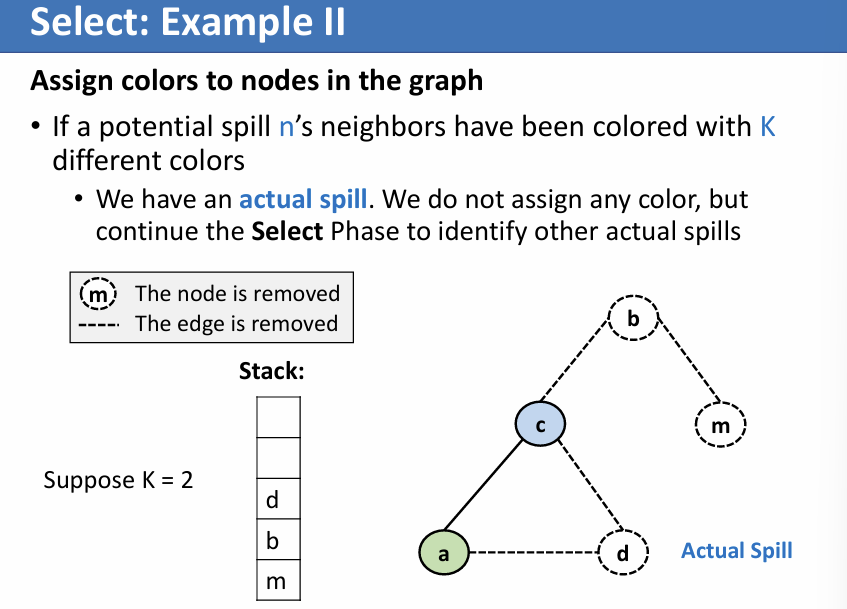 Select: Example II
Assign colors to nodes in the graph
• If a potential spill n’s neighbors have been colored with K
different colors
• We have an actual spill. We do not assign any color, but
continue the Select Phase to identify other actual spills
m The node is removed
The edge is removed
Stack:
Suppose K = 2
d
b
m
b
c
m
a
d
Actual Spill